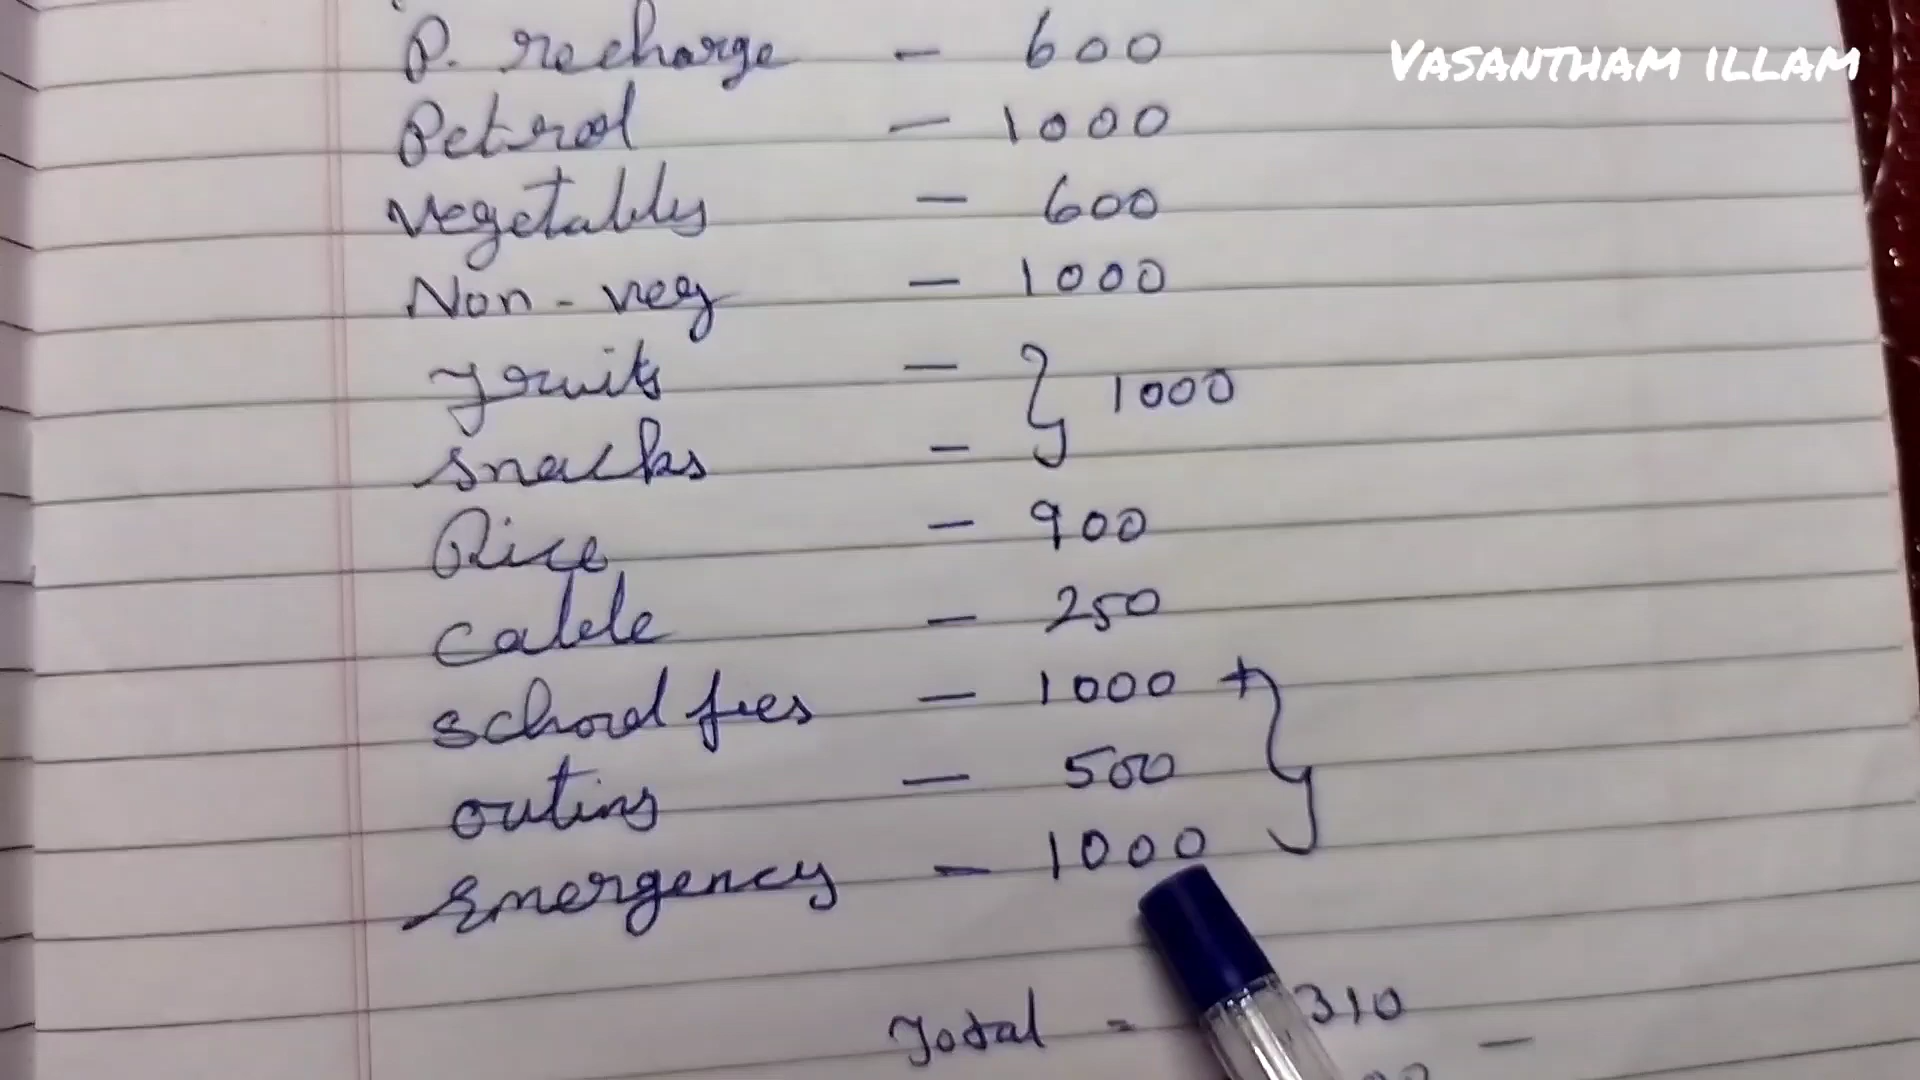 VASANTHAM ILLAM
P. recharge - 600
Petrol - 1000
Vegetables - 600
Non-veg - 1000
fruits -
snacks - } 1000
Rice - 900
cable - 250
school fees - 1000 +
outing - 500
Emergency - 1000 }
Total = 310